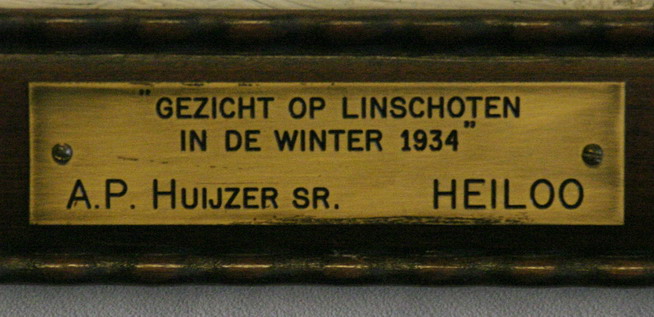 "GEZICHT OP LINSCHOTEN
IN DE WINTER 1934"
A.P. HUIJZER SR. HEILOO